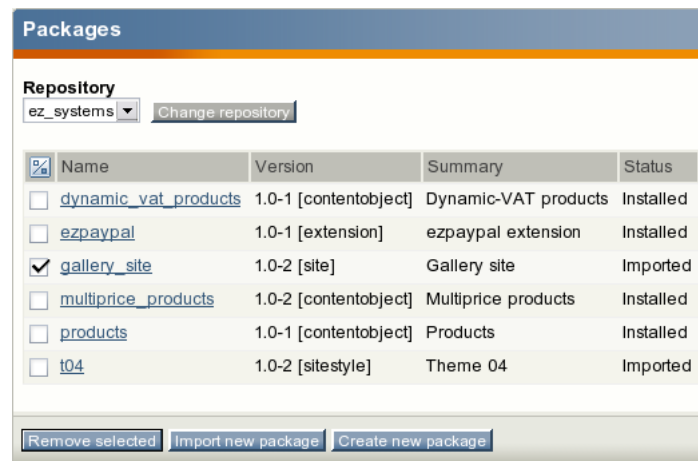 Packages
Repository
ez_systems Change repository
Name Version Summary Status
dynamic_vat_products 1.0-1 [contentobject] Dynamic-VAT products Installed
ezpaypal 1.0-1 [extension] ezpaypal extension Installed
gallery_site 1.0-2 [site] Gallery site Imported
multiprice_products 1.0-2 [contentobject] Multiprice products Installed
products 1.0-1 [contentobject] Products Installed
t04 1.0-2 [sitestyle] Theme 04 Imported
Remove selected Import new package Create new package